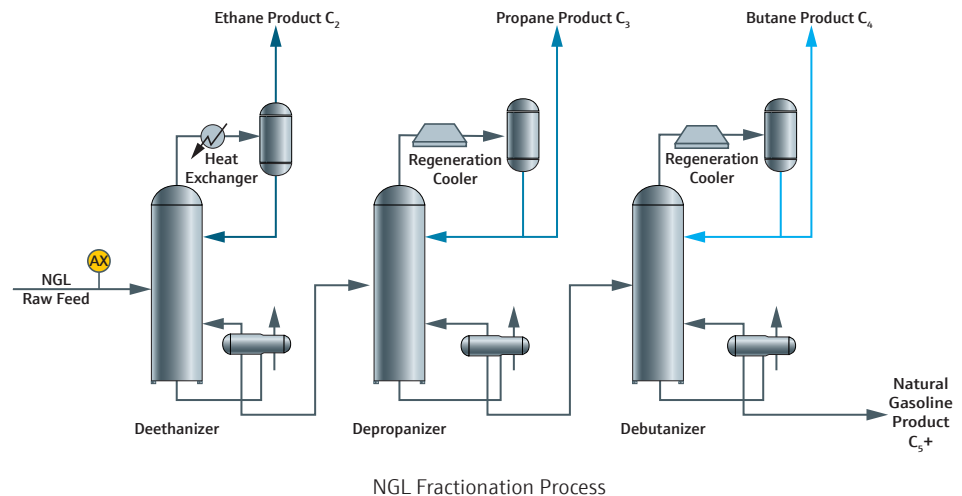 Ethane Product C₂
Propane Product C₃
Butane Product C₄
Heat
Exchanger
Regeneration
Cooler
Regeneration
Cooler
AX
NGL
Raw Feed
Deethanizer
Depropanizer
Debutanizer
Natural
Gasoline
Product
C₅+
NGL Fractionation Process